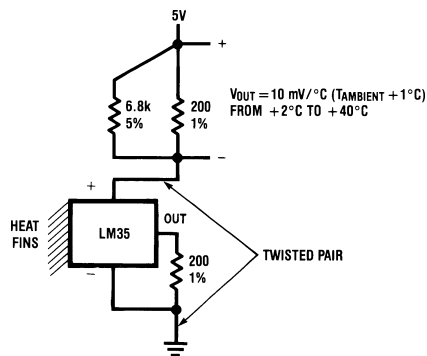 5V
+
6.8k
5%
200
1%
VOUT = 10 mV/°C (TAMBIENT + 1°C)
FROM +2°C TO +40°C
−
+
HEAT
FINS
LM35
OUT
−
200
1%
TWISTED PAIR